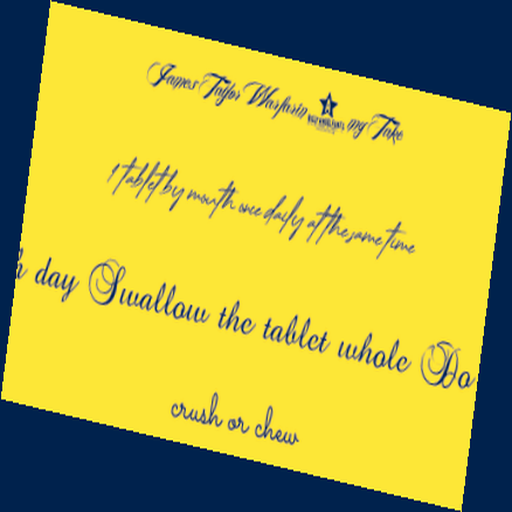 James Taylor Warfarin mg Take
1 tablet by mouth once daily at the same time
day Swallow the tablet whole Do
crush or chew